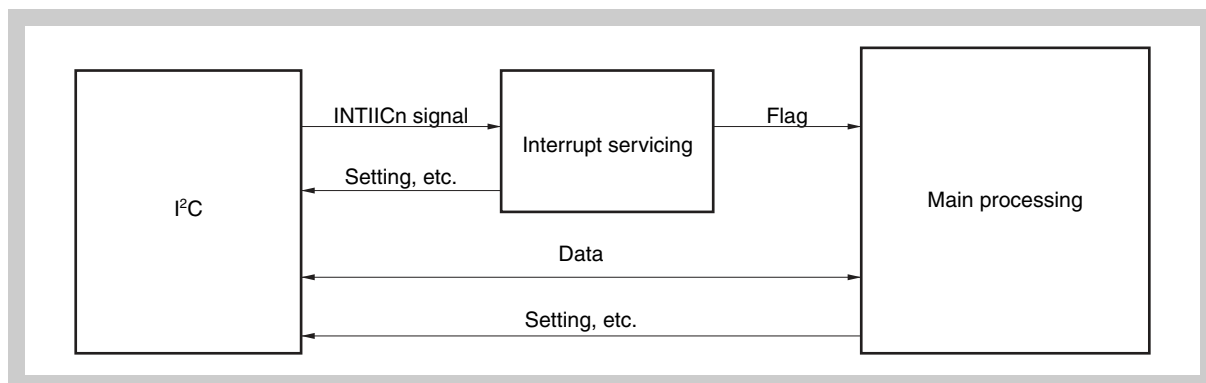 INTIICn signal
Flag
Interrupt servicing
Setting, etc.
I²C
Main processing
Data
Setting, etc.